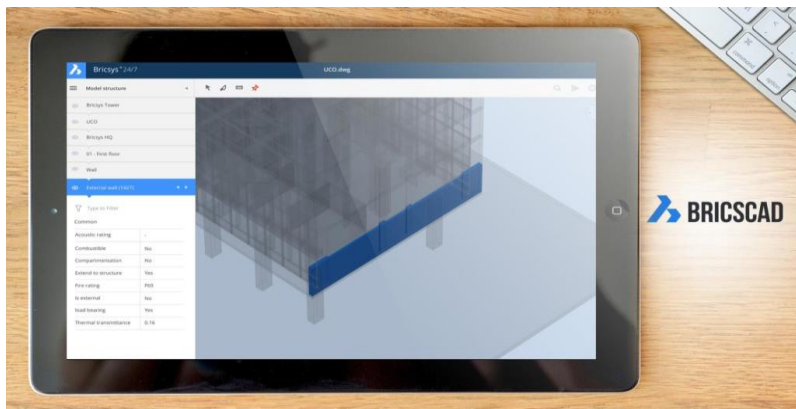 Bricsys® 24/7
UCO.dwg
Model structure
Bricsys Tower
UCO
Bricsys HQ
01 - First floor
Wall
External wall (1427)
Type to Filter
Common
Acoustic rating -
Combustible No
Compartmentation No
Extend to structure Yes
Fire rating
Is external No
load bearing Yes
Thermal transmittance 0.16
BRICSCAD
command
option